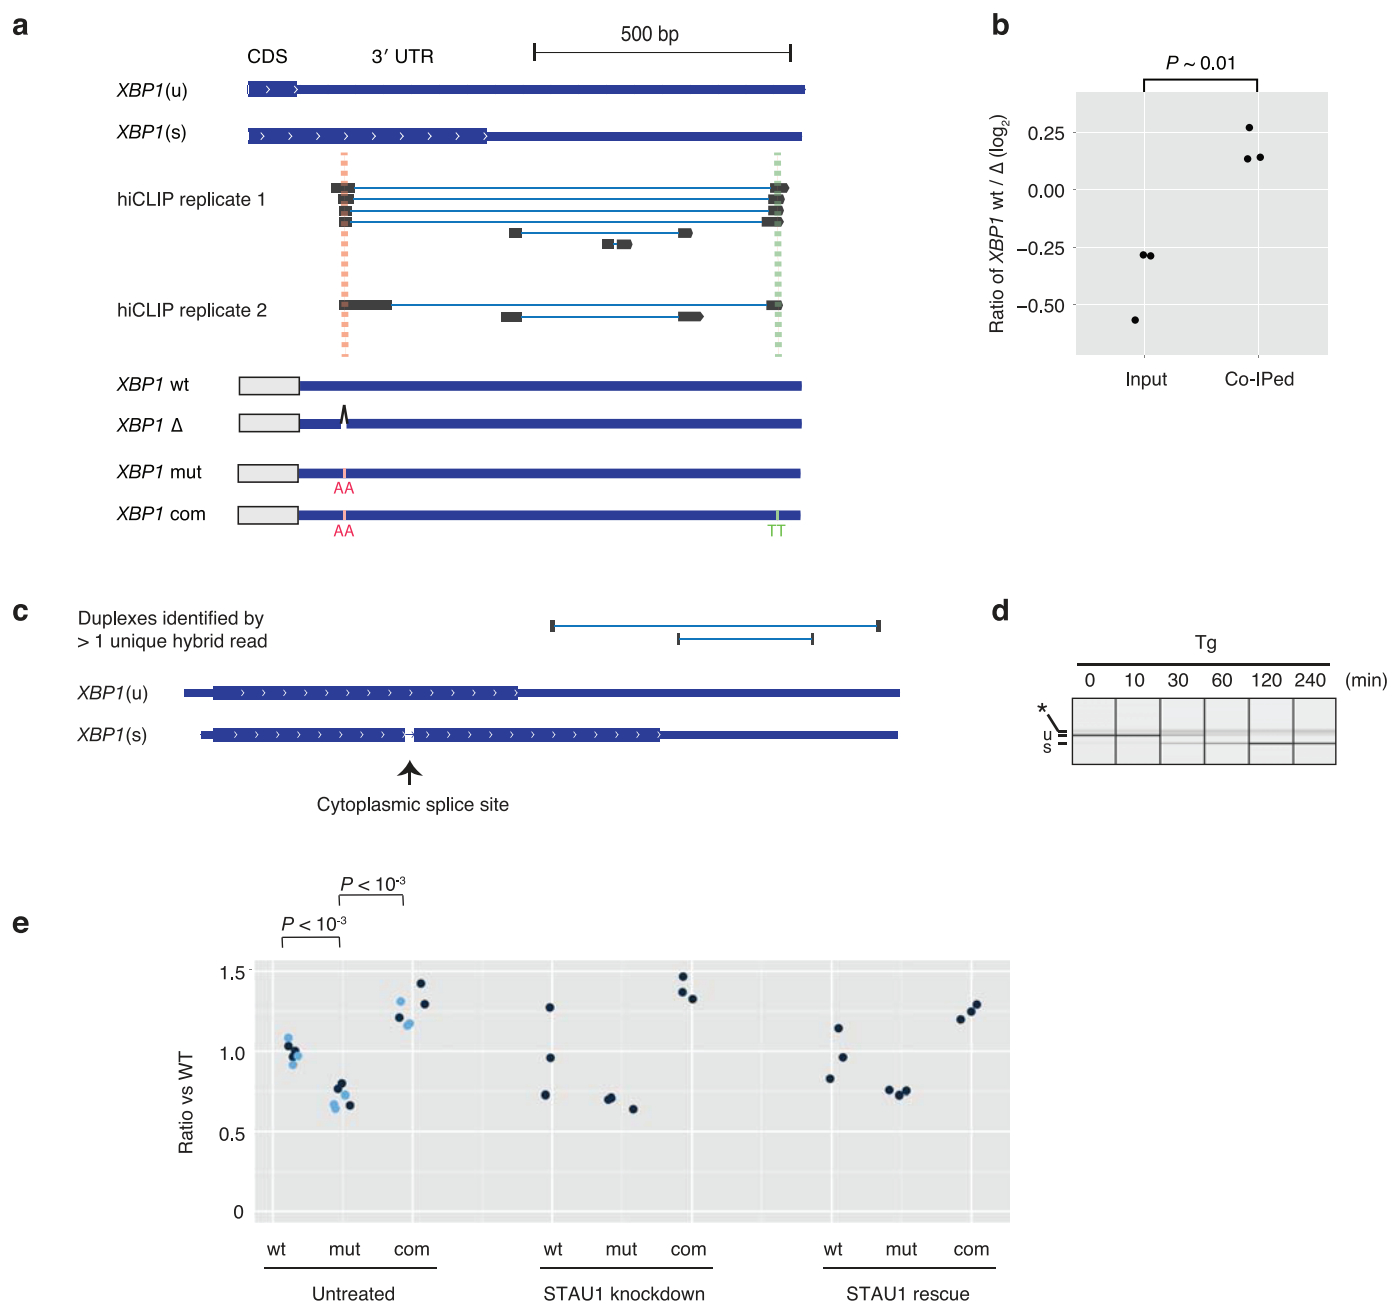 a
500 bp
CDS
3′ UTR
XBP1(u)
XBP1(s)
hiCLIP replicate 1
hiCLIP replicate 2
XBP1 wt
XBP1 Δ
XBP1 mut
AA
XBP1 com
AA
TT
b
P ~ 0.01
Ratio of XBP1 wt / Δ (log2)
0.25
0.00
−0.25
−0.50
Input
Co-IPed
c
Duplexes identified by
> 1 unique hybrid read
XBP1(u)
XBP1(s)
Cytoplasmic splice site
d
Tg
0 10 30 60 120 240 (min)
*
u
s
e
P < 10-3
P < 10-3
Ratio vs WT
1.5
1.0
0.5
0
wt mut com
wt mut com
wt mut com
Untreated
STAU1 knockdown
STAU1 rescue